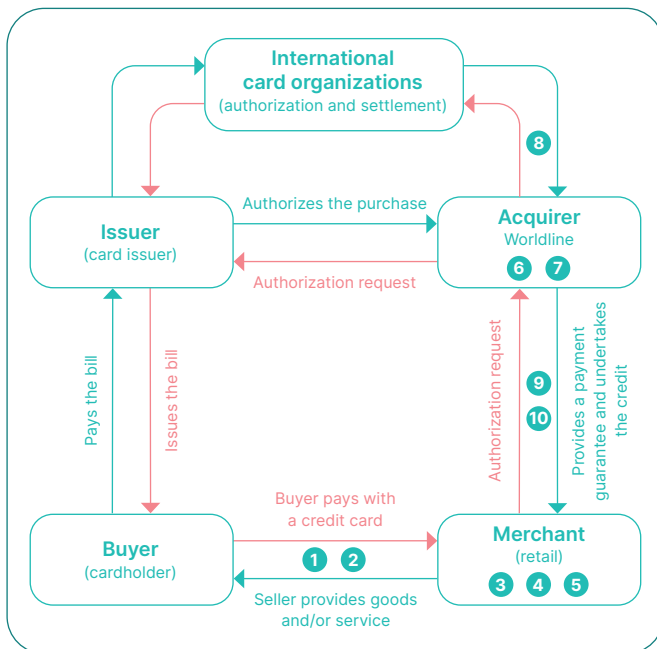 International
card organizations
(authorization and settlement)
8
Authorizes the purchase
Issuer
(card issuer)
Acquirer
Worldline
6 7
Authorization request
Pays the bill
Issues the bill
Authorization request
9
10
Provides a payment
guarantee and undertakes
the credit
Buyer pays with
a credit card
Buyer
(cardholder)
1 2
Merchant
(retail)
3 4 5
Seller provides goods
and/or service